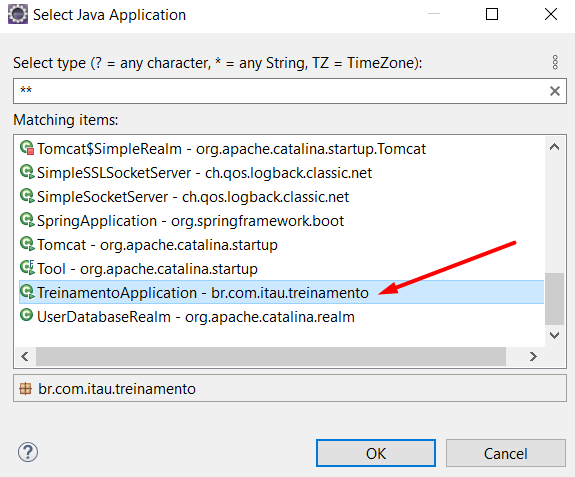 Select Java Application
Select type (? = any character, * = any String, TZ = TimeZone):
**
Matching items:
Tomcat$SimpleRealm - org.apache.catalina.startup.Tomcat
SimpleSSLSocketServer - ch.qos.logback.classic.net
SimpleSocketServer - ch.qos.logback.classic.net
SpringApplication - org.springframework.boot
Tomcat - org.apache.catalina.startup
Tool - org.apache.catalina.startup
TreinamentoApplication - br.com.itau.treinamento
UserDatabaseRealm - org.apache.catalina.realm
br.com.itau.treinamento
OK
Cancel